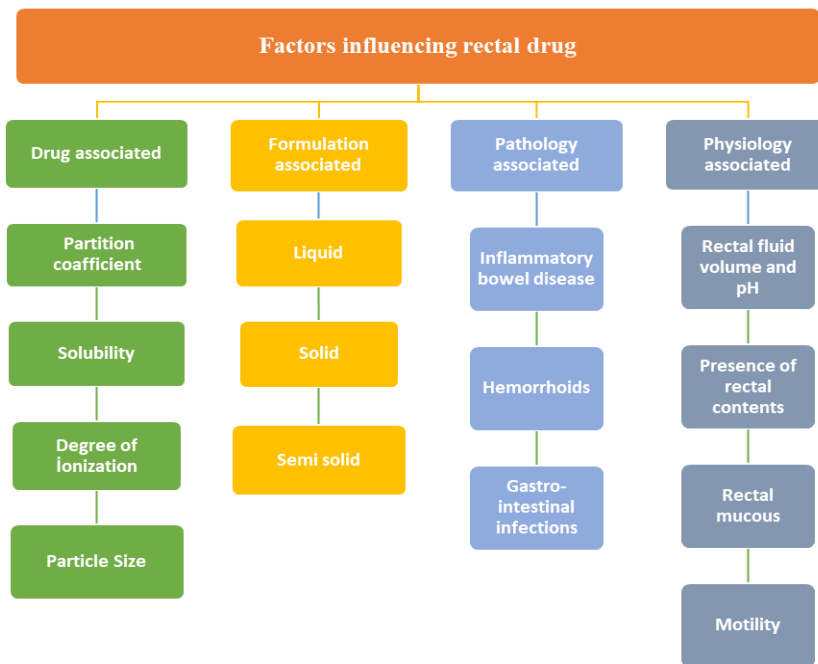 Factors influencing rectal drug
Drug associated
Partition
coefficient
Solubility
Degree of
İonization
Particle Size
Formulation
associated
Liquid
Solid
Semi solid
Pathology
associated
Inflammatory
bowel disease
Hemorrhoids
Gastro-
intestinal
infections
Physiology
associated
Rectal fluid
volume and
pH
Presence of
rectal
contents
Rectal
mucous
Motility